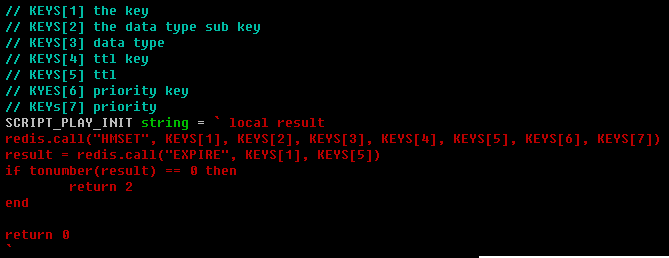 // KEYS[1] the key
// KEYS[2] the data type sub key
// KEYS[3] data type
// KEYS[4] ttl key
// KEYS[5] ttl
// KYES[6] priority key
// KEYs[7] priority
SCRIPT_PLAY_INIT string = ` local result
redis.call("HMSET", KEYS[1], KEYS[2], KEYS[3], KEYS[4], KEYS[5], KEYS[6], KEYS[7])
result = redis.call("EXPIRE", KEYS[1], KEYS[5])
if tonumber(result) == 0 then
        return 2
end

return 0
`